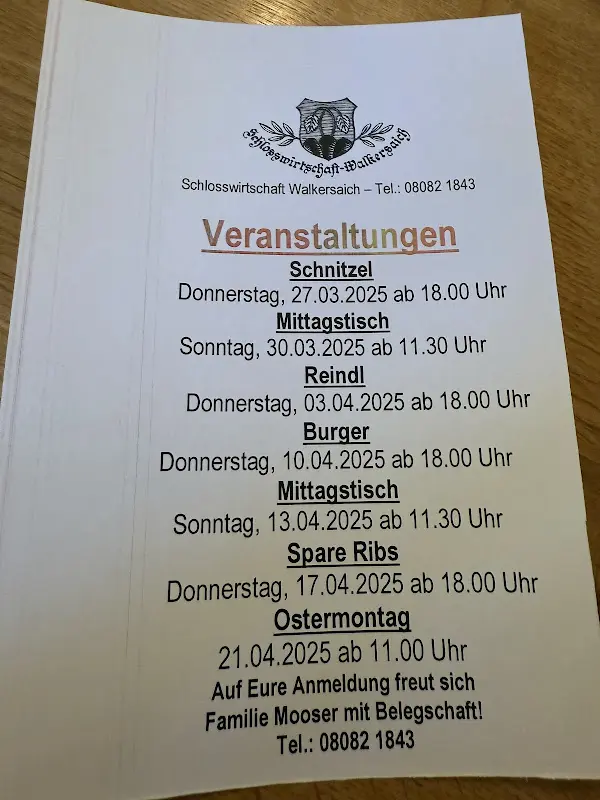 Schlosswirtschaft-Walkersaich
Schlosswirtschaft Walkersaich – Tel.: 08082 1843
Veranstaltungen
Schnitzel
Donnerstag, 27.03.2025 ab 18.00 Uhr
Mittagstisch
Sonntag, 30.03.2025 ab 11.30 Uhr
Reindl
Donnerstag, 03.04.2025 ab 18.00 Uhr
Burger
Donnerstag, 10.04.2025 ab 18.00 Uhr
Mittagstisch
Sonntag, 13.04.2025 ab 11.30 Uhr
Spare Ribs
Donnerstag, 17.04.2025 ab 18.00 Uhr
Ostermontag
21.04.2025 ab 11.00 Uhr
Auf Eure Anmeldung freut sich
Familie Mooser mit Belegschaft!
Tel.: 08082 1843